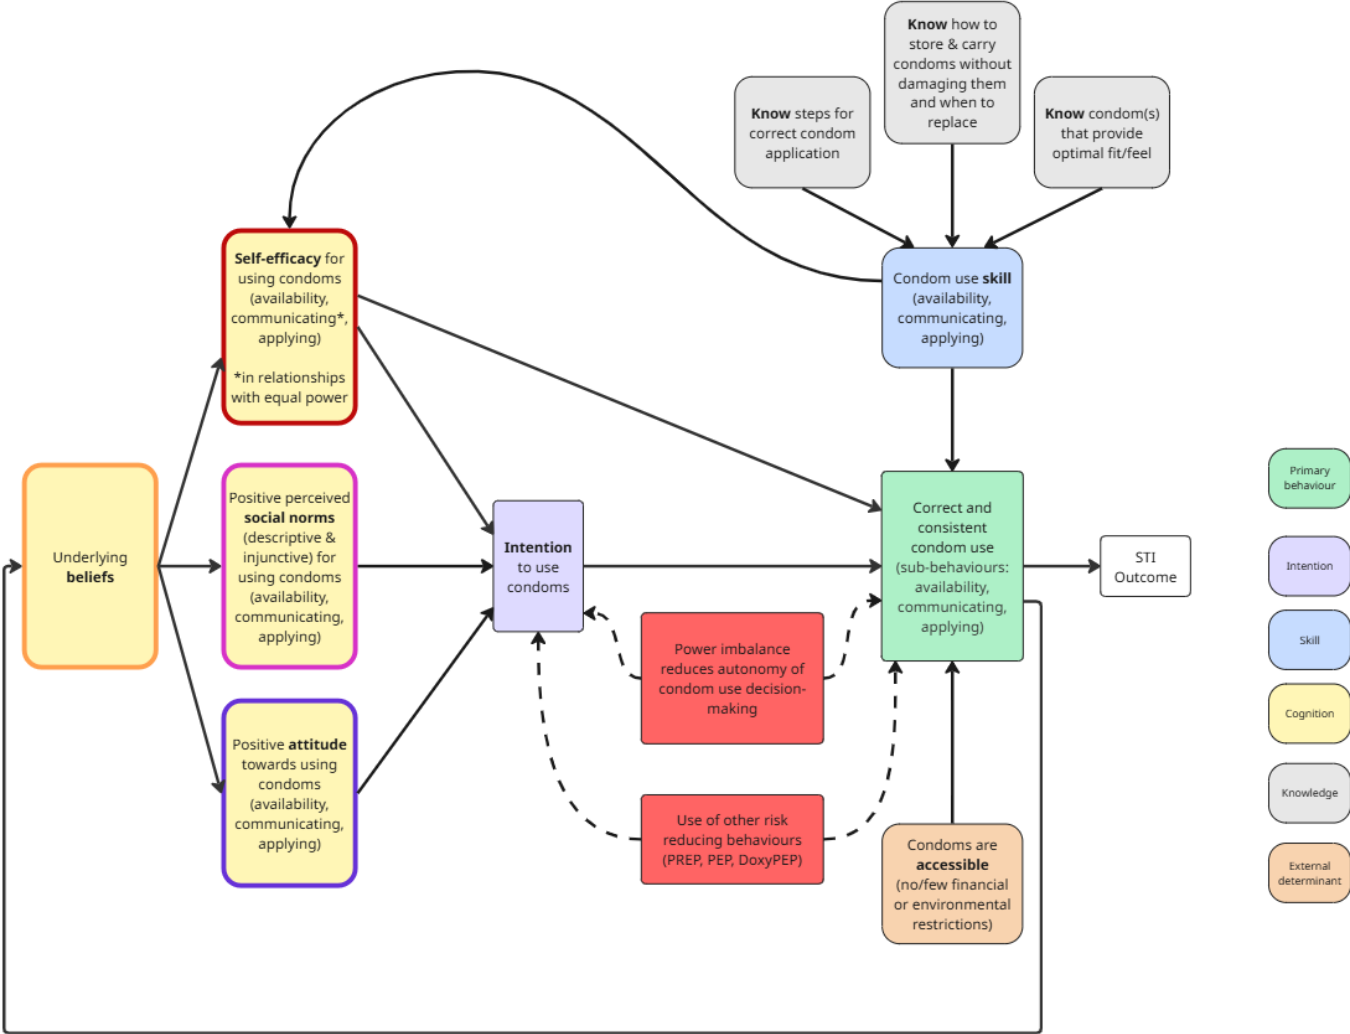 Know how to
store & carry
condoms without
damaging them
and when to
replace
Know steps for
correct condom
application
Know condom(s)
that provide
optimal fit/feel
Self-efficacy for
using condoms
(availability,
communicating*,
applying)
*in relationships
with equal power
Condom use skill
(availability,
communicating,
applying)
Underlying
beliefs
Positive perceived
social norms
(descriptive &
injunctive) for
using condoms
(availability,
communicating,
applying)
Intention
to use
condoms
Correct and
consistent
condom use
(sub-behaviours:
availability,
communicating,
applying)
STI
Outcome
Power imbalance
reduces autonomy of
condom use decision-
making
Positive attitude
towards using
condoms
(availability,
communicating,
applying)
Use of other risk
reducing behaviours
(PREP, PEP, DoxyPEP)
Condoms are
accessible
(no/few financial
or environmental
restrictions)
Primary
behaviour
Intention
Skill
Cognition
Knowledge
External
determinant